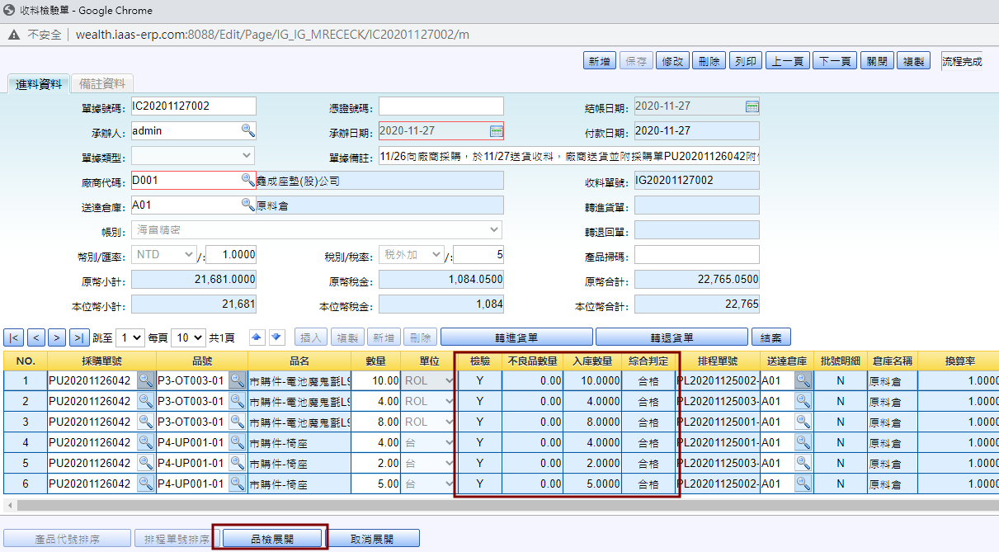 收料檢驗單 - Google Chrome
不安全 wealth.iaas-erp.com:8088/Edit/Page/IG_IG_MRECECK/IC20201127002/m
新增 保存 修改 刪除 列印 上一頁 下一頁 關閉 複製 流程完成
進料資料 備註資料
單據號碼: IC20201127002 憑證號碼: 結帳日期: 2020-11-27
承辦人: admin 承辦日期: 2020-11-27 付款日期: 2020-11-27
單據類型: 單據備註: 11/26向廠商採購，於11/27送貨收料，廠商送貨並附採購單PU20201126042附
廠商代碼: D001 鑫成座墊(股)公司 收料單號: IG20201127002
送達倉庫: A01 原料倉 轉進貨單:
帳別: 海富精密 轉退回單:
幣別/匯率: NTD /: 1.0000 稅別/稅率: 稅外加 /: 5 產品掃碼:
原幣小計: 21,681.0000 原幣稅金: 1,084.0500 原幣合計: 22,765.0500
本位幣小計: 21,681 本位幣稅金: 1,084 本位幣合計: 22,765
|< < > >| 跳至 1 每頁 10 共1頁 插入 複製 新增 刪除 轉進貨單 轉退貨單 結案
NO. 採購單號 品號 品名 數量 單位 檢驗 不良品數量 入庫數量 綜合判定 排程單號 送達倉庫 批號明細 倉庫名稱 換算率
1 PU20201126042 P3-OT003-01 市購件-電池魔鬼氈L9 10.00 ROL Y 0.00 10.0000 合格 PL20201125002- A01 N 原料倉 1.0000
2 PU20201126042 P3-OT003-01 市購件-電池魔鬼氈L9 4.00 ROL Y 0.00 4.0000 合格 PL20201125003- A01 N 原料倉 1.0000
3 PU20201126042 P3-OT003-01 市購件-電池魔鬼氈L9 8.00 ROL Y 0.00 8.0000 合格 PL20201125001- A01 N 原料倉 1.0000
4 PU20201126042 P4-UP001-01 市購件-椅座 4.00 台 Y 0.00 4.0000 合格 PL20201125001- A01 N 原料倉 1.0000
5 PU20201126042 P4-UP001-01 市購件-椅座 2.00 台 Y 0.00 2.0000 合格 PL20201125003- A01 N 原料倉 1.0000
6 PU20201126042 P4-UP001-01 市購件-椅座 5.00 台 Y 0.00 5.0000 合格 PL20201125002- A01 N 原料倉 1.0000
產品代號排序 排程單號排序 品檢展開 取消展開